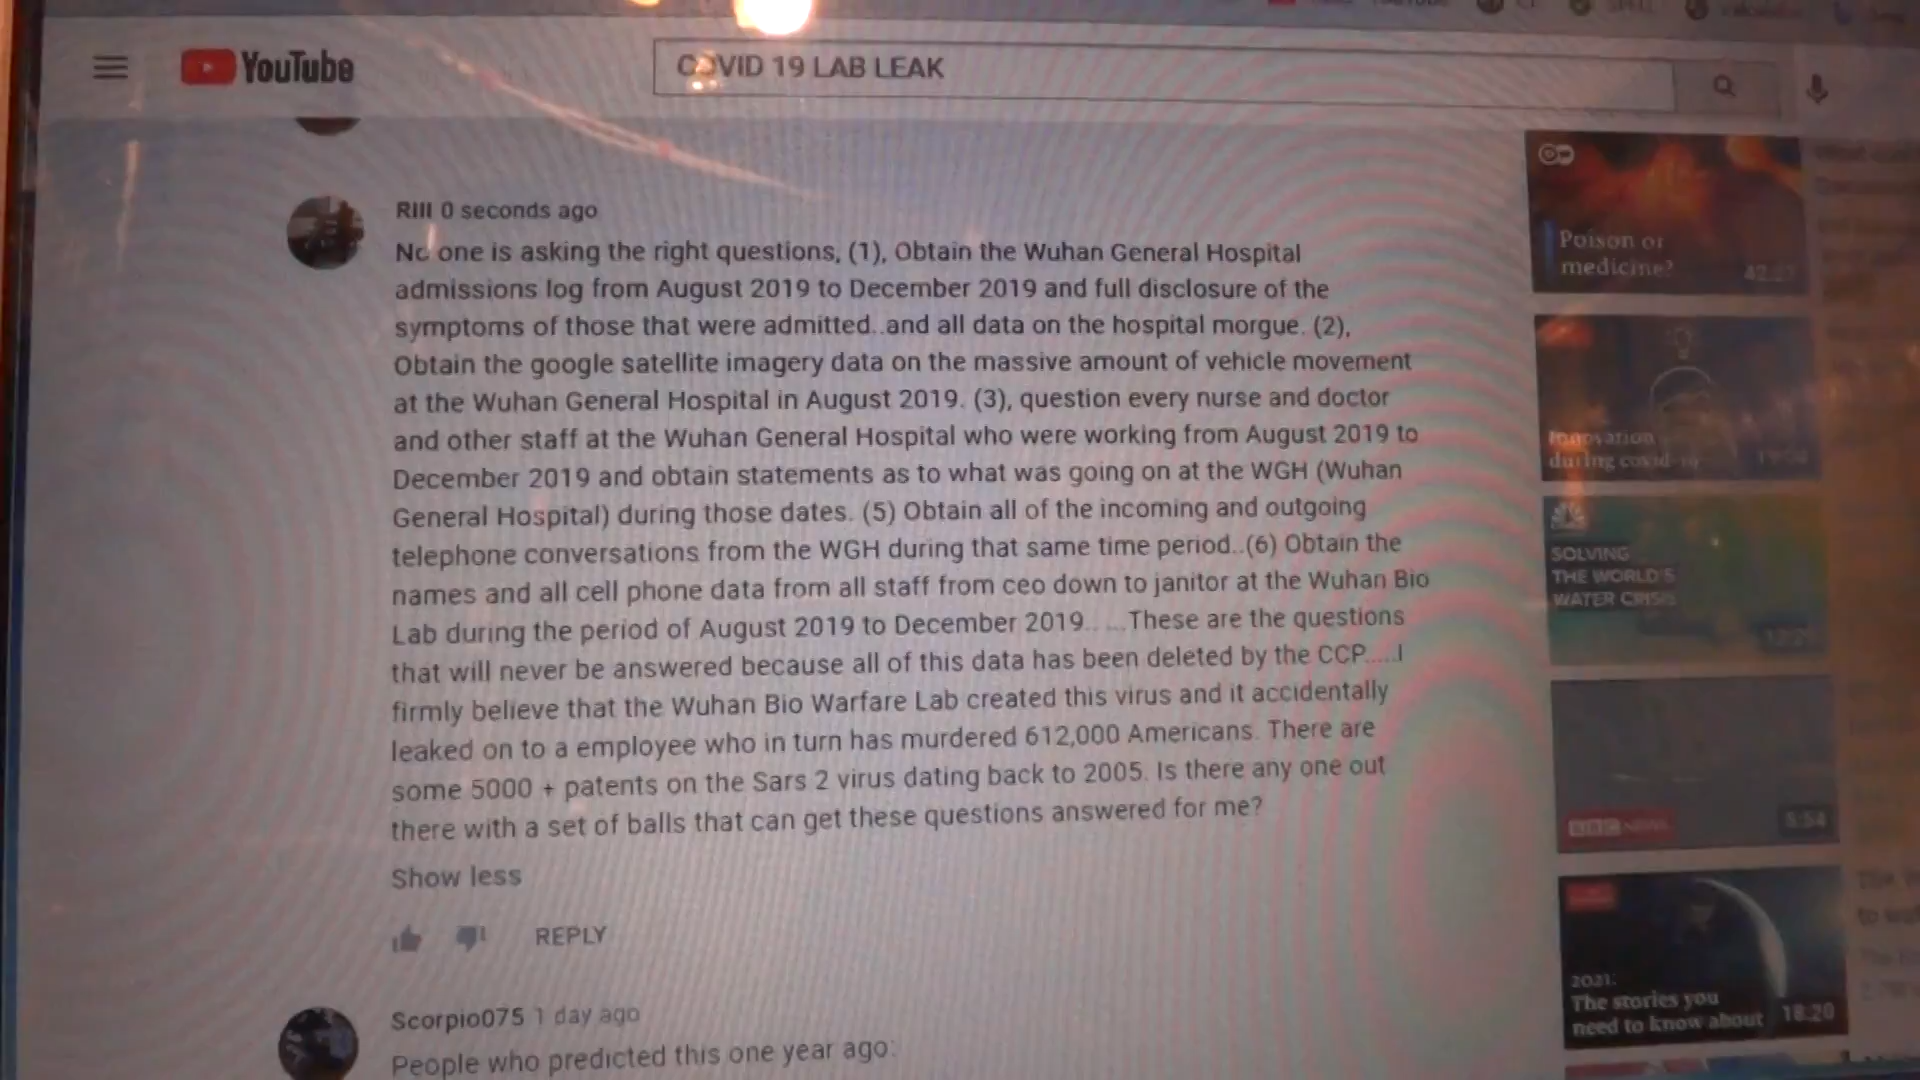 YouTube
COVID 19 LAB LEAK
RIII 0 seconds ago
No one is asking the right questions, (1), Obtain the Wuhan General Hospital
admissions log from August 2019 to December 2019 and full disclosure of the
symptoms of those that were admitted..and all data on the hospital morgue. (2),
Obtain the google satellite imagery data on the massive amount of vehicle movement
at the Wuhan General Hospital in August 2019. (3), question every nurse and doctor
and other staff at the Wuhan General Hospital who were working from August 2019 to
December 2019 and obtain statements as to what was going on at the WGH (Wuhan
General Hospital) during those dates. (5) Obtain all of the incoming and outgoing
telephone conversations from the WGH during that same time period..(6) Obtain the
names and all cell phone data from all staff from ceo down to janitor at the Wuhan Bio
Lab during the period of August 2019 to December 2019.. ....These are the questions
that will never be answered because all of this data has been deleted by the CCP.....I
firmly believe that the Wuhan Bio Warfare Lab created this virus and it accidentally
leaked on to a employee who in turn has murdered 612,000 Americans. There are
some 5000 + patents on the Sars 2 virus dating back to 2005. Is there any one out
there with a set of balls that can get these questions answered for me?
Show less
REPLY
Scorpio075 1 day ago
People who predicted this one year ago:
Poison or
medicine?
Innovation
during covid-19
SOLVING
THE WORLD'S
WATER CRISIS
BBC NEWS
5:54
2021:
The stories you
need to know about
18:20